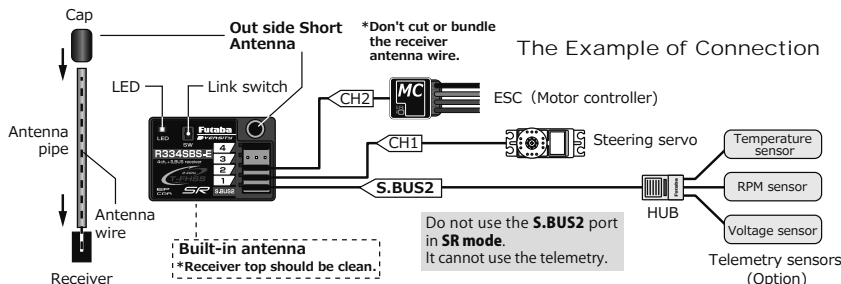 Cap
Out side Short
Antenna
*Don't cut or bundle
the receiver
antenna wire.
The Example of Connection
LED
Link switch
CH2
MC
ESC (Motor controller)
Antenna
pipe
LED
SW
Futaba
R334SBS-E
4
3
2
1
T-FHSS
SR
S.BUS2
CH1
Steering servo
S.BUS2
HUB
Futaba
Temperature
sensor
RPM sensor
Voltage sensor
Telemetry sensors
(Option)
Antenna
wire
Receiver
Built-in antenna
*Receiver top should be clean.
Do not use the S.BUS2 port
in SR mode.
It cannot use the telemetry.